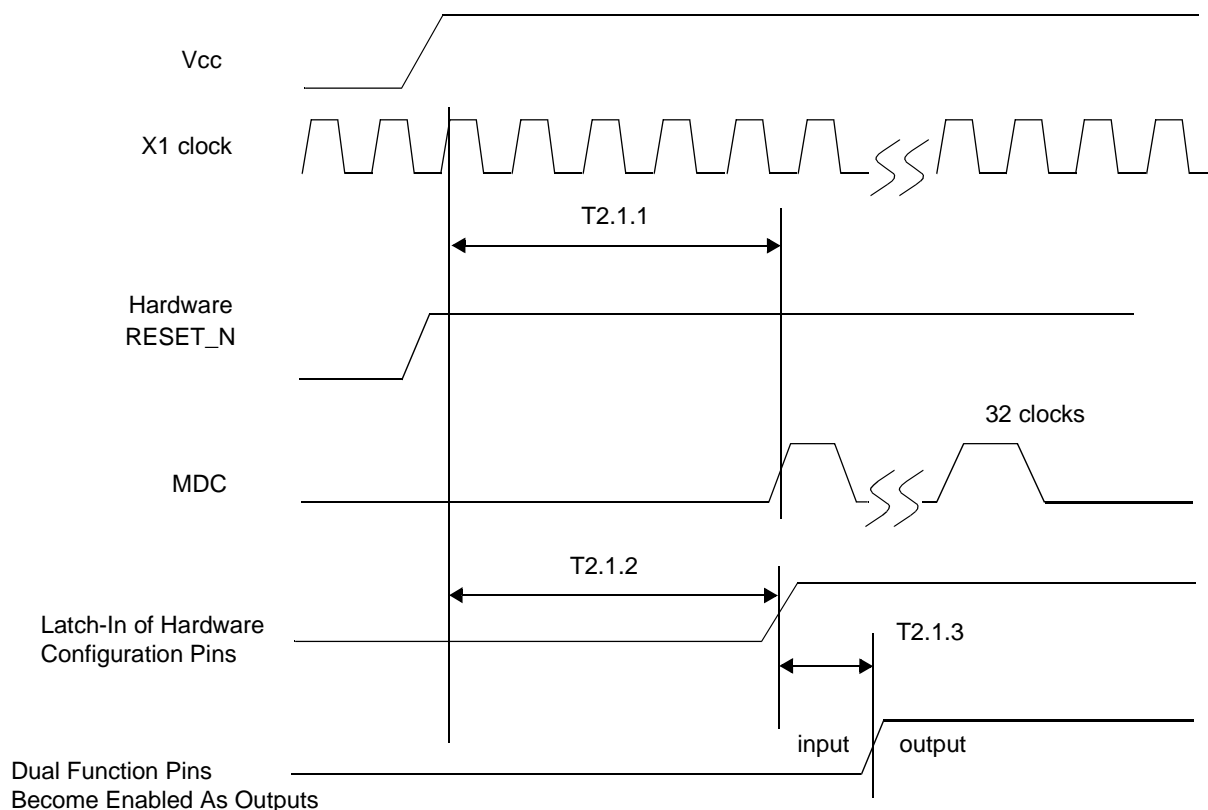 Vcc
X1 clock
T2.1.1
Hardware
RESET_N
32 clocks
MDC
T2.1.2
Latch-In of Hardware
Configuration Pins
T2.1.3
input
output
Dual Function Pins
Become Enabled As Outputs